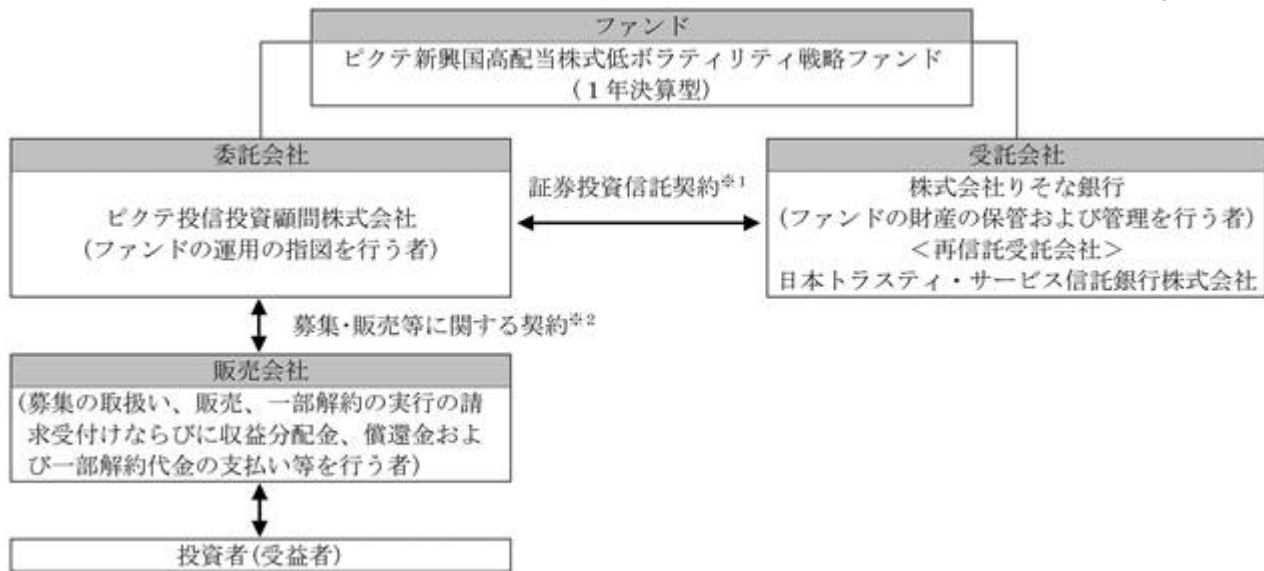 ファンド
ピクテ新興国高配当株式低ボラティリティ戦略ファンド
(1年決算型)
委託会社
ピクテ投信投資顧問株式会社
(ファンドの運用の指図を行う者)
証券投資信託契約※1
受託会社
株式会社りそな銀行
(ファンドの財産の保管および管理を行う者)
<再信託受託会社>
日本トラスティ・サービス信託銀行株式会社
募集・販売等に関する契約※2
販売会社
(募集の取扱い、販売、一部解約の実行の請
求受付けならびに収益分配金、償還金およ
び一部解約代金の支払い等を行う者)
投資者(受益者)